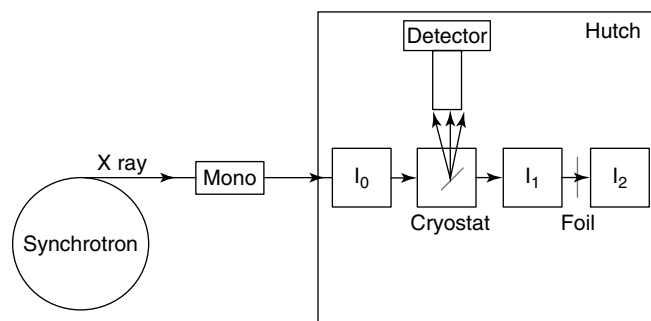 Detector
Hutch
X ray
Mono
I₀
I₁
I₂
Cryostat
Foil
Synchrotron